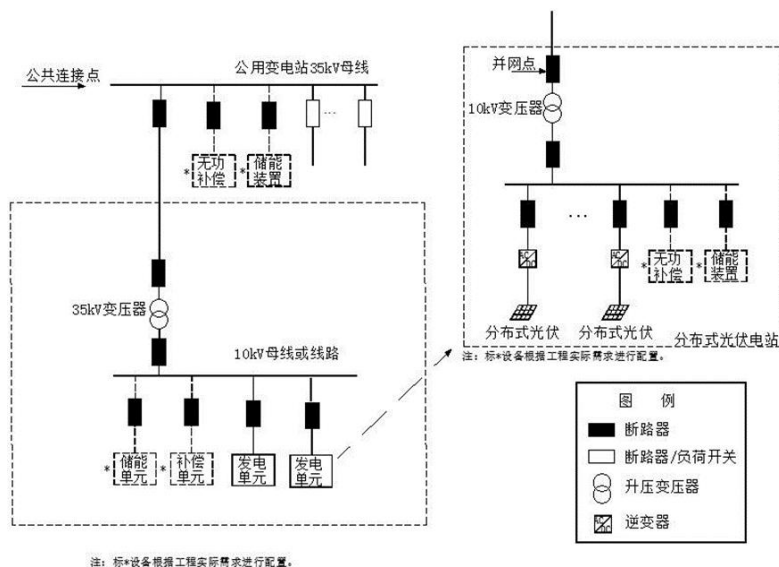 公共连接点
公用变电站35kV母线
...
*
无功
补偿
*
储能
装置
35kV变压器
10kV母线或线路
*
储能
单元
*
补偿
单元
发电
单元
发电
单元
注：标*设备根据工程实际需求进行配置。
并网点
10kV变压器
...
AC
DC
AC
DC
*
无功
补偿
*
储能
装置
分布式光伏
分布式光伏
分布式光伏电站
注：标*设备根据工程实际需求进行配置。
图 例
断路器
断路器/负荷开关
升压变压器
AC
DC
逆变器